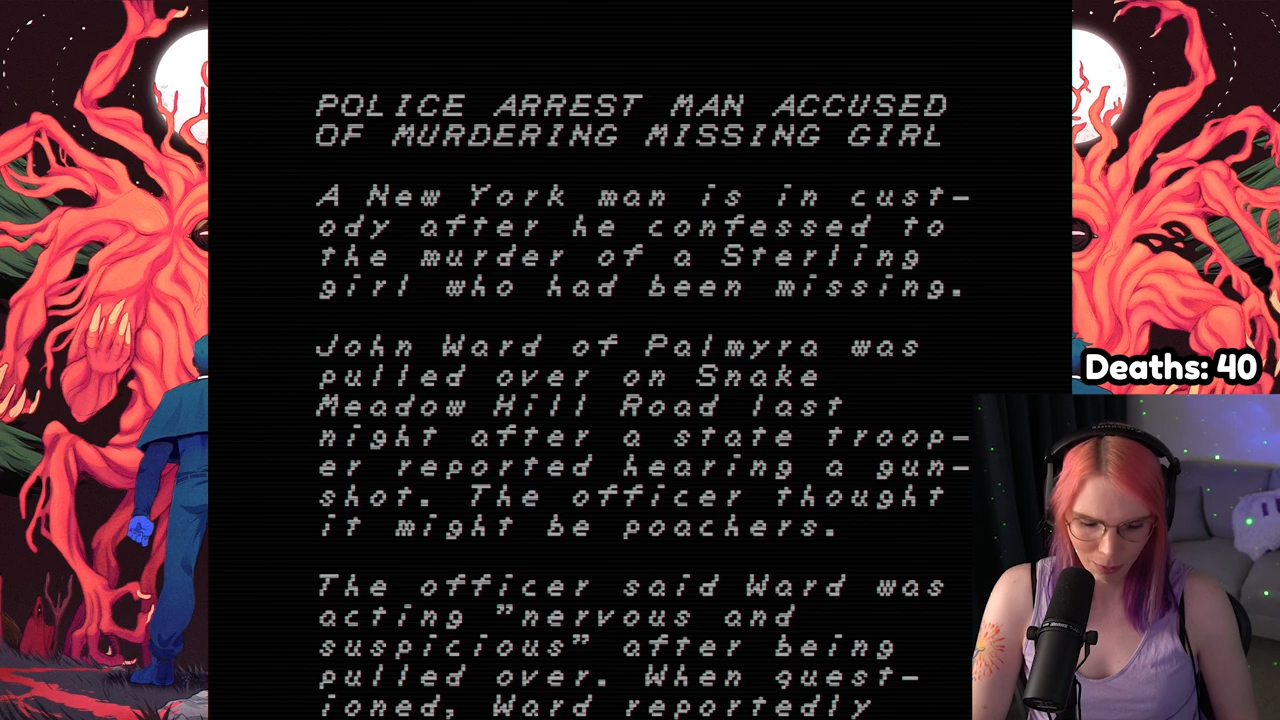 POLICE ARREST MAN ACCUSED
OF MURDERING MISSING GIRL
A New York man is in cust-
ody after he confessed to
the murder of a Sterling
girl who had been missing.
John Ward of Palmyra was
pulled over on Snake
Meadow Hill Road last
night after a state troop-
er reported hearing a gun-
shot. The officer thought
it might be poachers.
The officer said Ward was
acting "nervous and
suspicious" after being
pulled over. When quest-
ioned, Ward reportedly
Deaths: 40